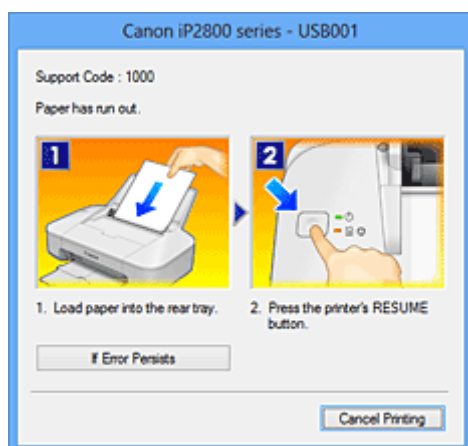 Canon iP2800 series - USB001
Support Code : 1000
Paper has run out.
1
2
1. Load paper into the rear tray.
2. Press the printer's RESUME
button.
If Error Persists
Cancel Printing